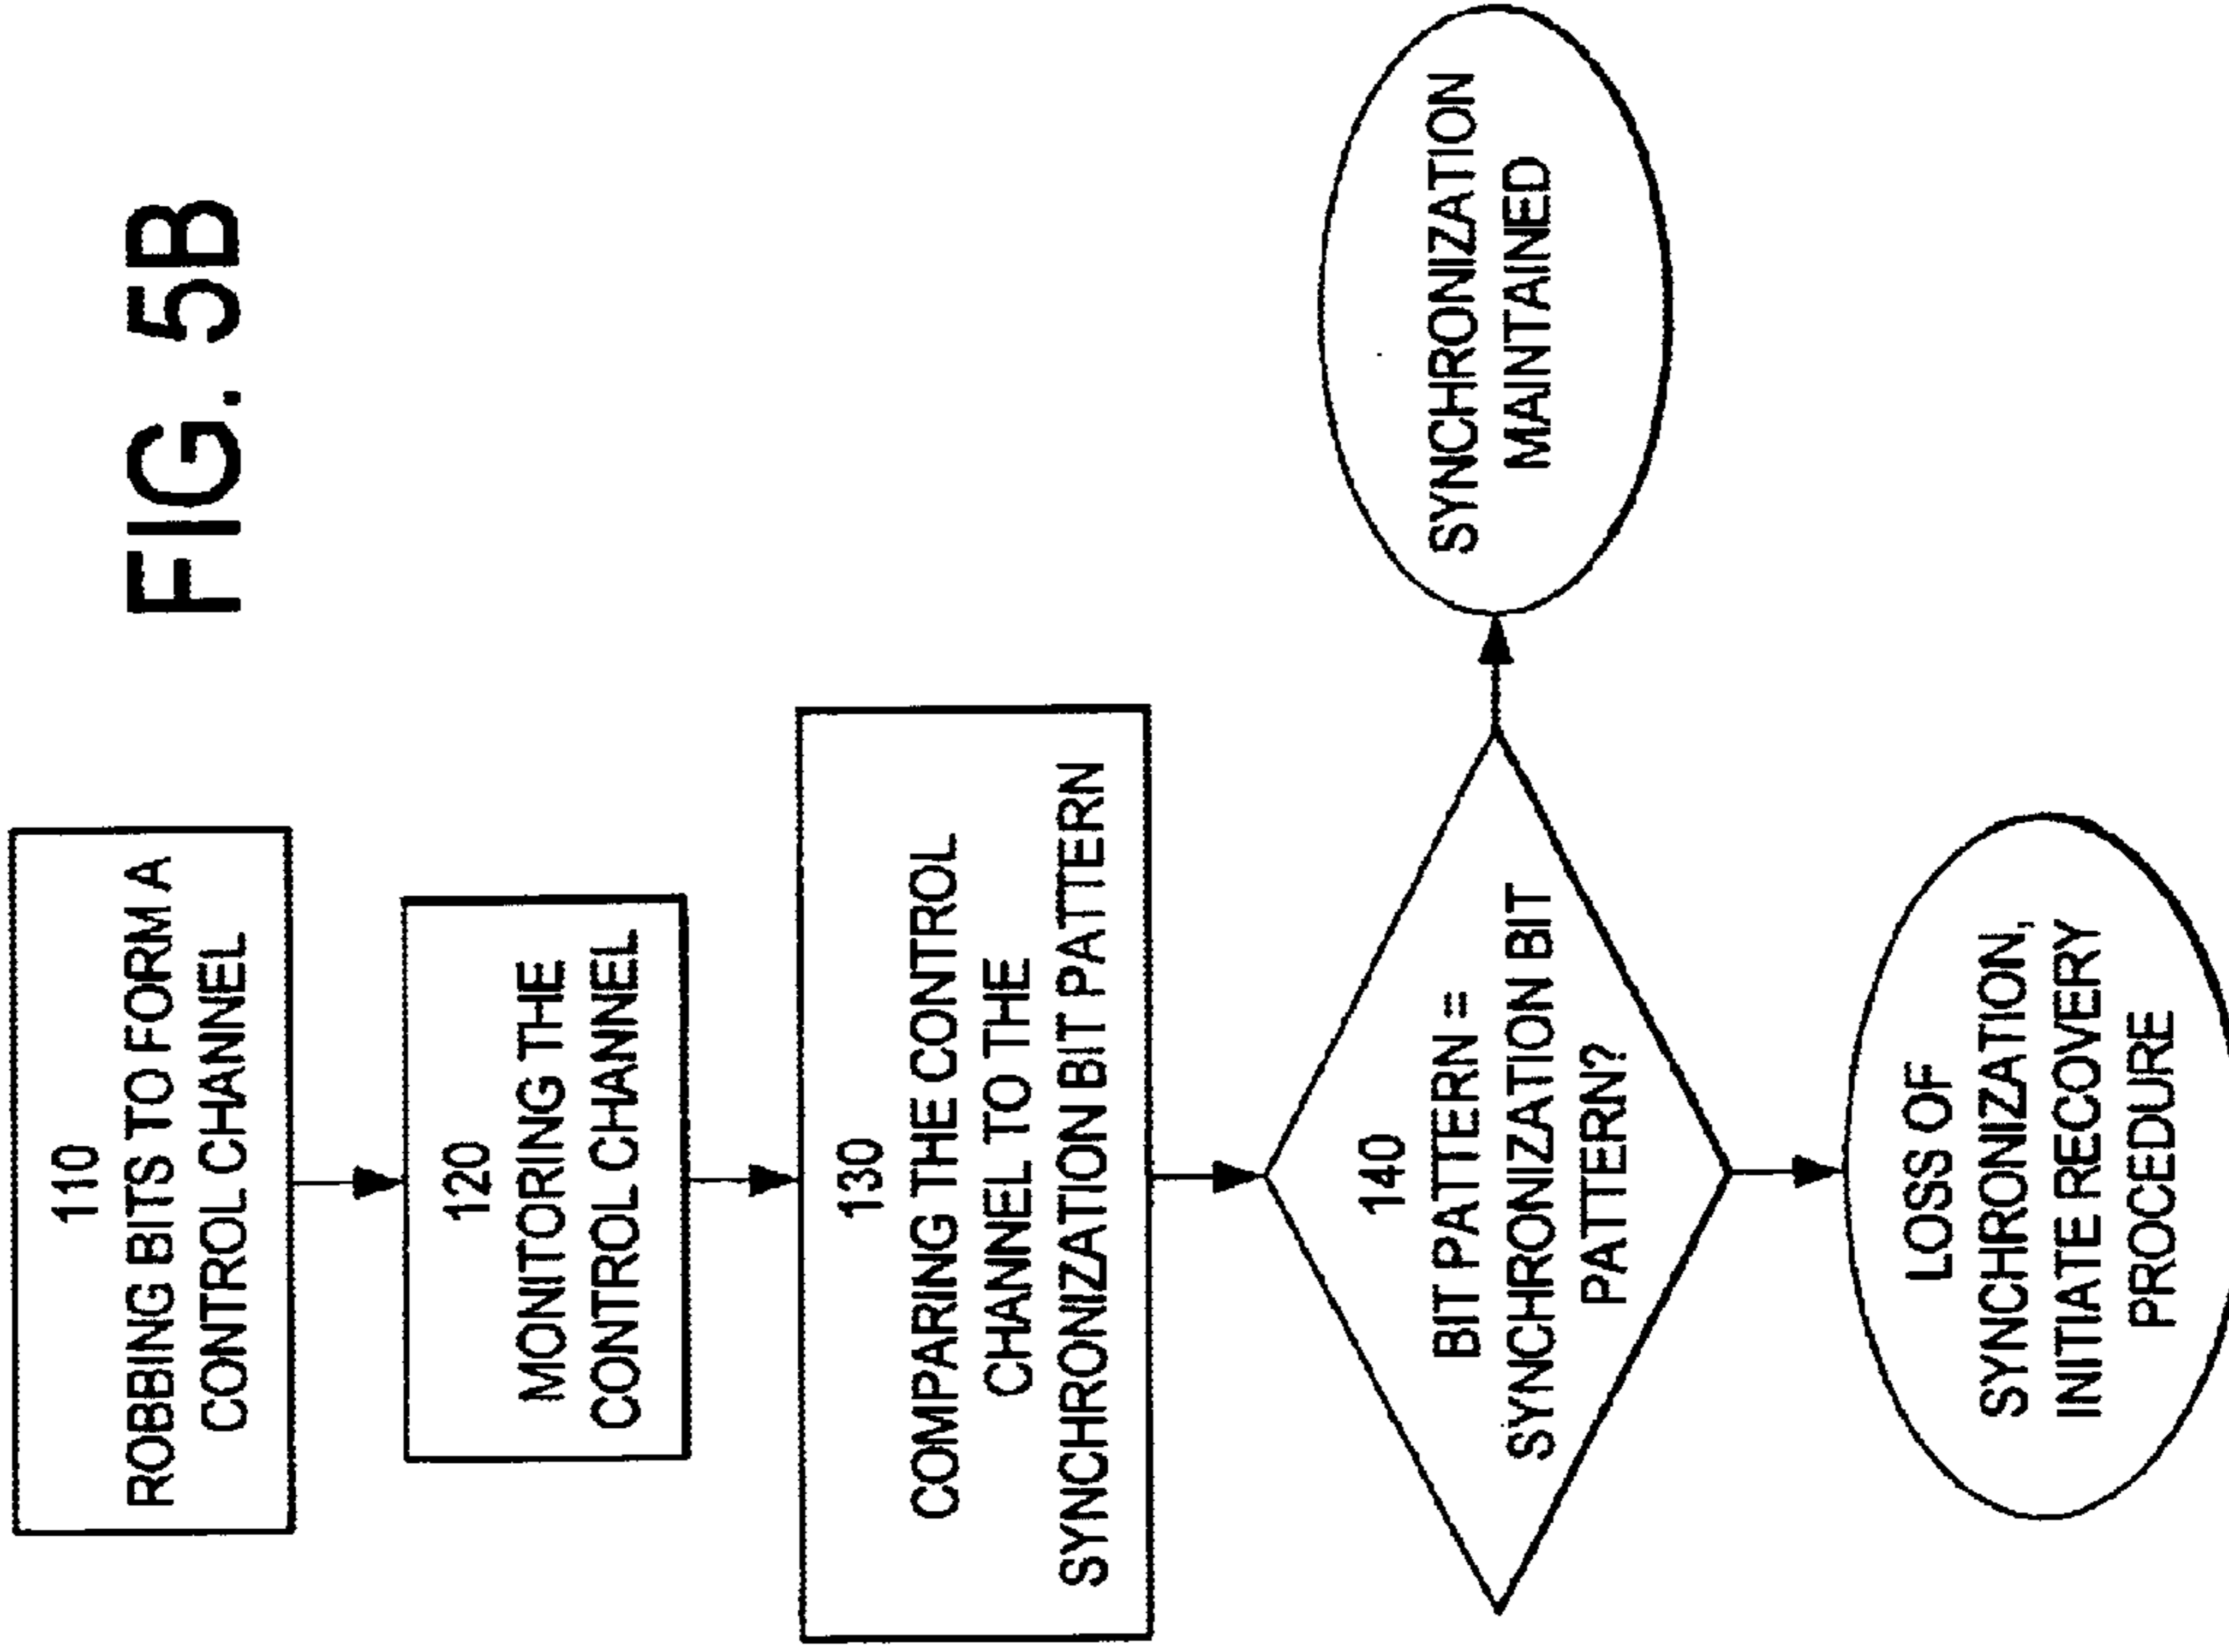 FIG. 5B
110
ROBBING BITS TO FORM A
CONTROL CHANNEL
120
MONITORING THE
CONTROL CHANNEL
130
COMPARING THE CONTROL
CHANNEL TO THE
SYNCHRONIZATION BIT PATTERN
140
BIT PATTERN =
SYNCHRONIZATION BIT
PATTERN?
SYNCHRONIZATION
MAINTAINED
LOSS OF
SYNCHRONIZATION,
INITIATE RECOVERY
PROCEDURE